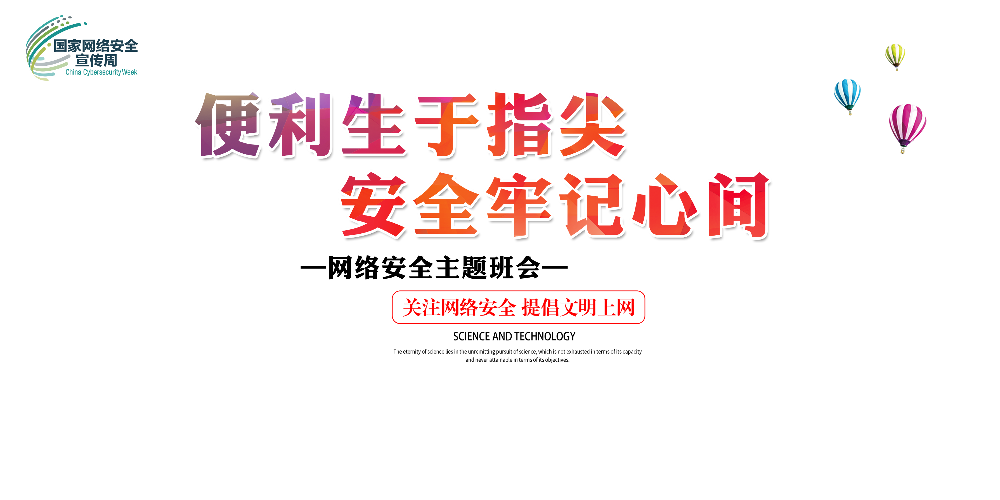 国家网络安全
宣传周
China Cybersecurity Week
便利生于指尖
安全牢记心间
—网络安全主题班会—
关注网络安全 提倡文明上网
SCIENCE AND TECHNOLOGY
The eternity of science lies in the unremitting pursuit of science, which is not exhausted in terms of its capacity
and never attainable in terms of its objectives.